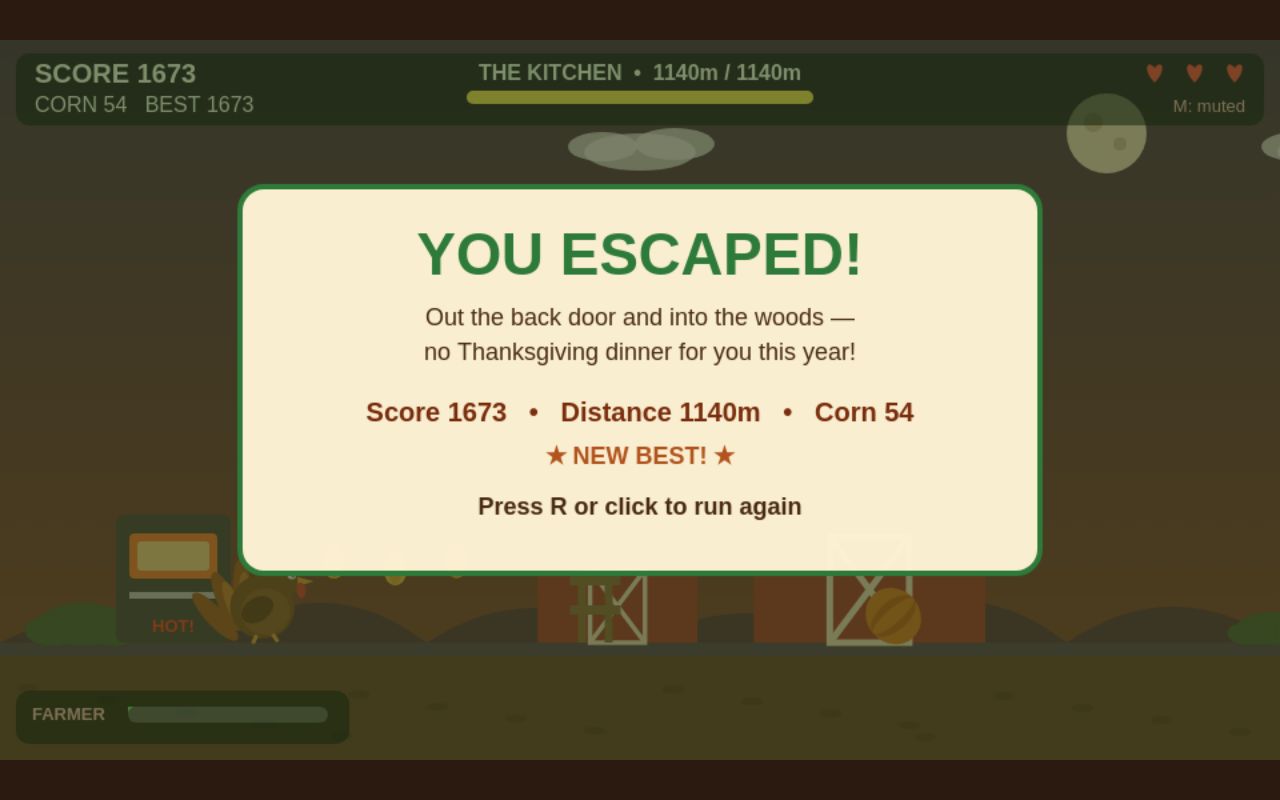 SCORE 1673
CORN 54 BEST 1673
THE KITCHEN • 1140m / 1140m
M: muted
YOU ESCAPED!
Out the back door and into the woods —
no Thanksgiving dinner for you this year!
Score 1673 • Distance 1140m • Corn 54
★ NEW BEST! ★
Press R or click to run again
HOT!
FARMER